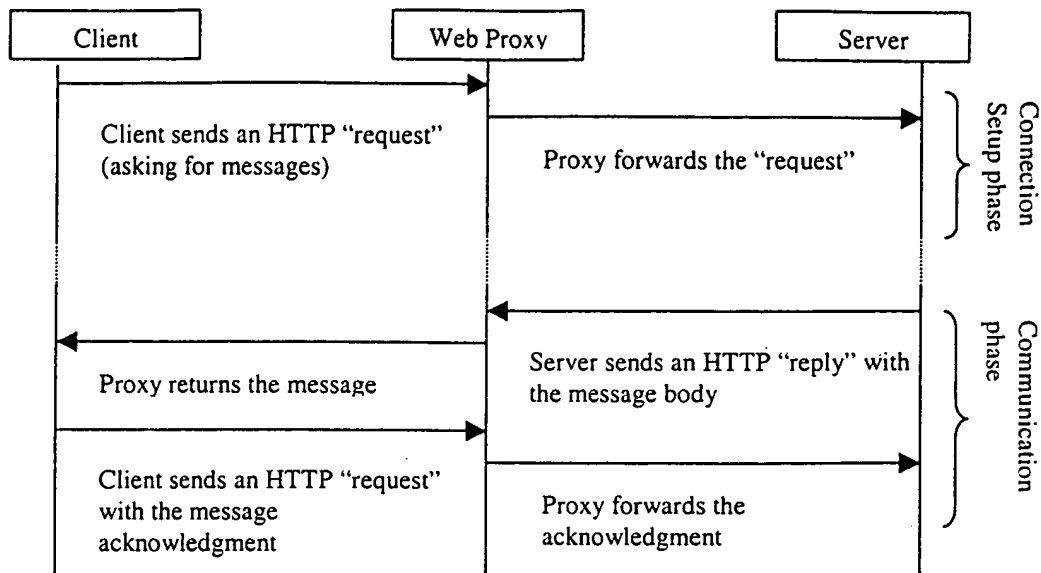 Client
Web Proxy
Server
Client sends an HTTP “request”
(asking for messages)
Proxy forwards the “request”
Connection
Setup phase
Server sends an HTTP “reply” with
the message body
Proxy returns the message
Client sends an HTTP “request”
with the message
acknowledgment
Proxy forwards the
acknowledgment
Communication
phase